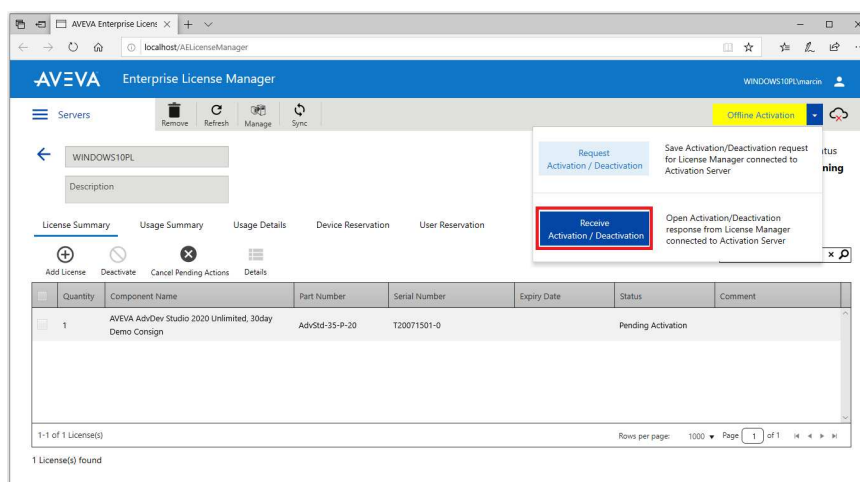 AVEVA Enterprise Licens
localhost/AELicenseManager
AVEVA Enterprise License Manager
WINDOWS10PL\marcin
Servers
Remove
Refresh
Manage
Sync
Offline Activation
WINDOWS10PL
Description
Request
Activation / Deactivation
Save Activation/Deactivation request
for License Manager connected to
Activation Server
tus
ning
Receive
Activation / Deactivation
Open Activation/Deactivation
response from License Manager
connected to Activation Server
License Summary
Usage Summary
Usage Details
Device Reservation
User Reservation
Add License
Deactivate
Cancel Pending Actions
Details
Quantity
Component Name
Part Number
Serial Number
Expiry Date
Status
Comment
1
AVEVA AdvDev Studio 2020 Unlimited, 30day
Demo Consign
AdvStd-35-P-20
T20071501-0
Pending Activation
1-1 of 1 License(s)
Rows per page: 1000
Page 1 of 1
1 License(s) found